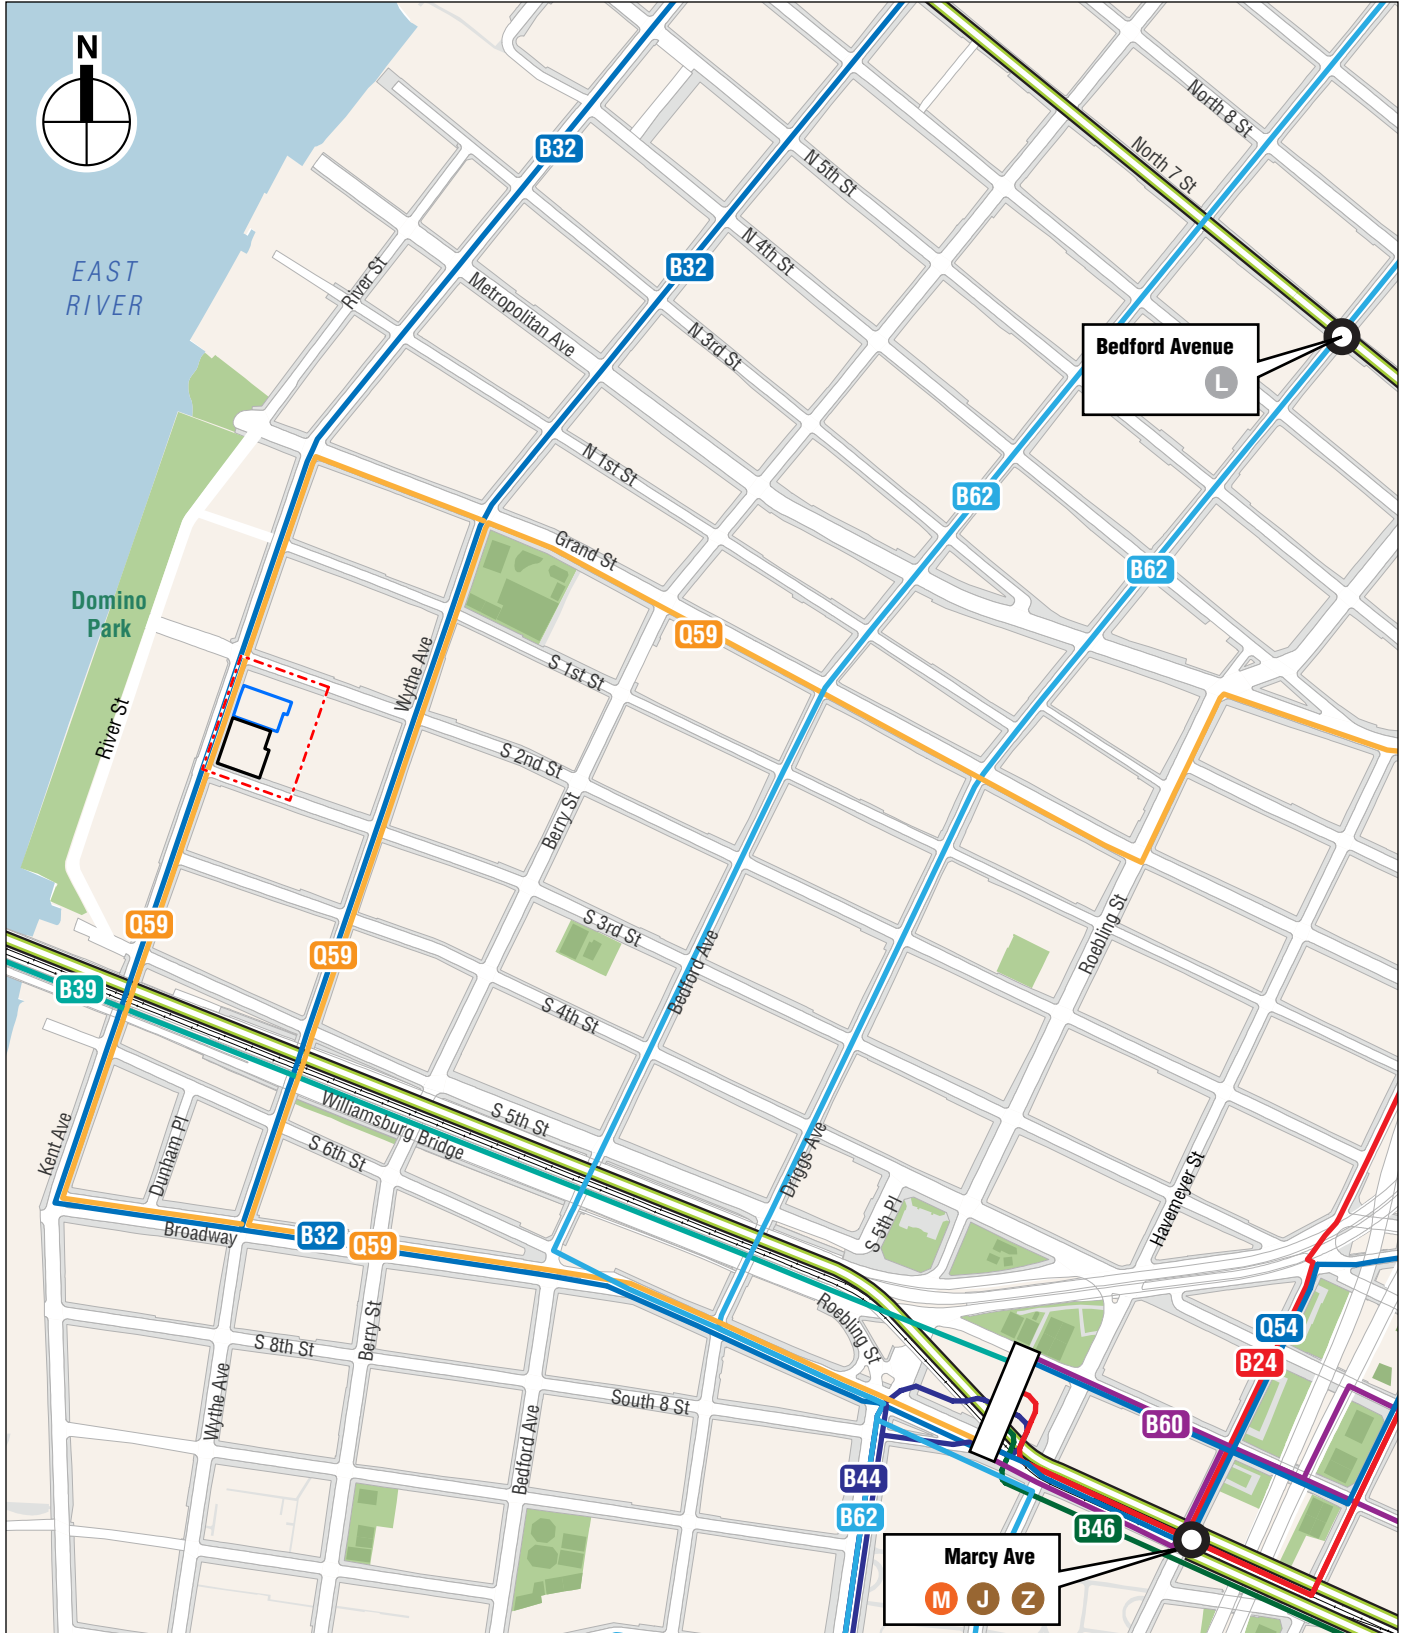 N
EAST
RIVER
B32
North 8 St
North 7 St
N 5th St
N 4th St
B32
River St
Metropolitan Ave
N 3rd St
Bedford Avenue
L
N 1st St
B62
B62
Grand St
Domino
Park
Q59
Wythe Ave
S 1st St
River St
S 2nd St
Berry St
Q59
Q59
S 3rd St
Bedford Ave
Roebling St
B39
S 4th St
Kent Ave
Dunham Pl
Williamsburg Bridge
S 5th St
S 6th St
Driggs Ave
S 5th Pl
Havemeyer St
Broadway
B32
Q59
Roebling St
Berry St
S 8th St
Wythe Ave
South 8 St
Bedford Ave
Q54
B24
B60
B44
B62
B46
Marcy Ave
M J Z